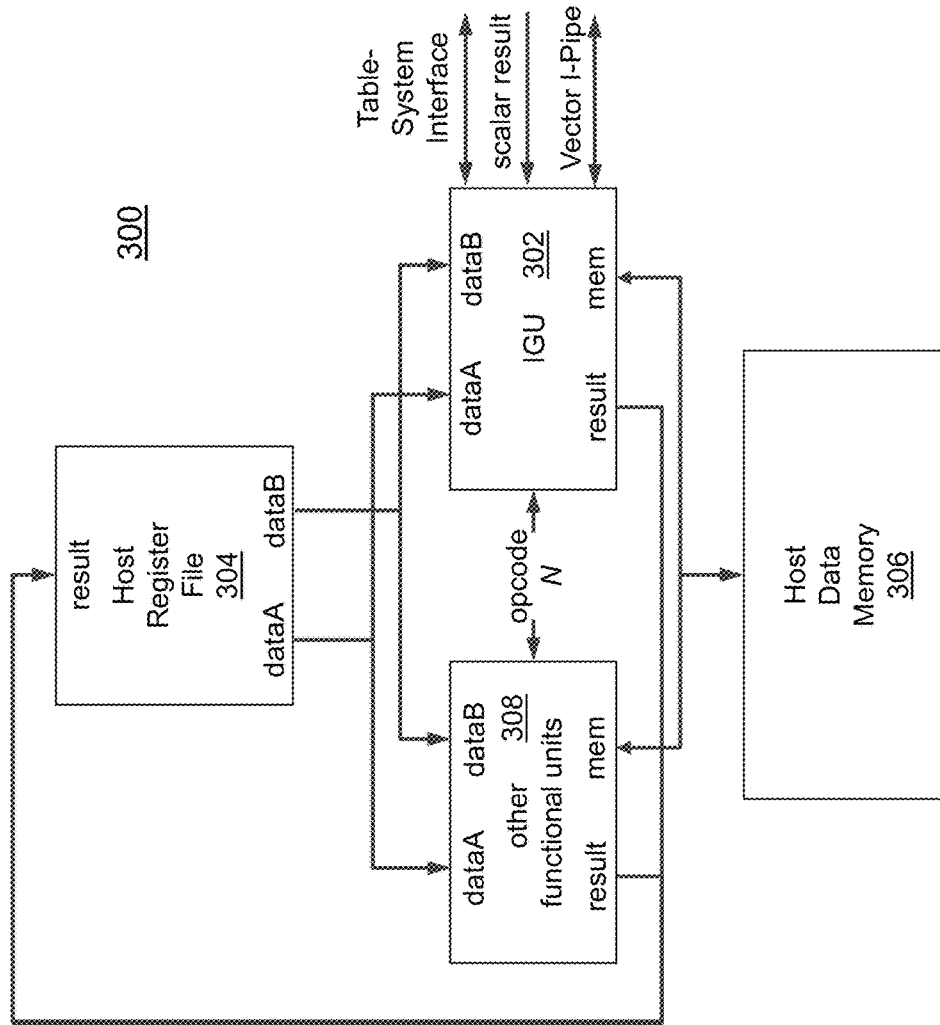 300
result
Host
Register
File
304
dataA
dataB
dataA
dataB
308
other
functional units
result
mem
opcode
N
dataA
dataB
IGU
302
result
mem
Table-
System
Interface
scalar result
Vector I-Pipe
Host
Data
Memory
306